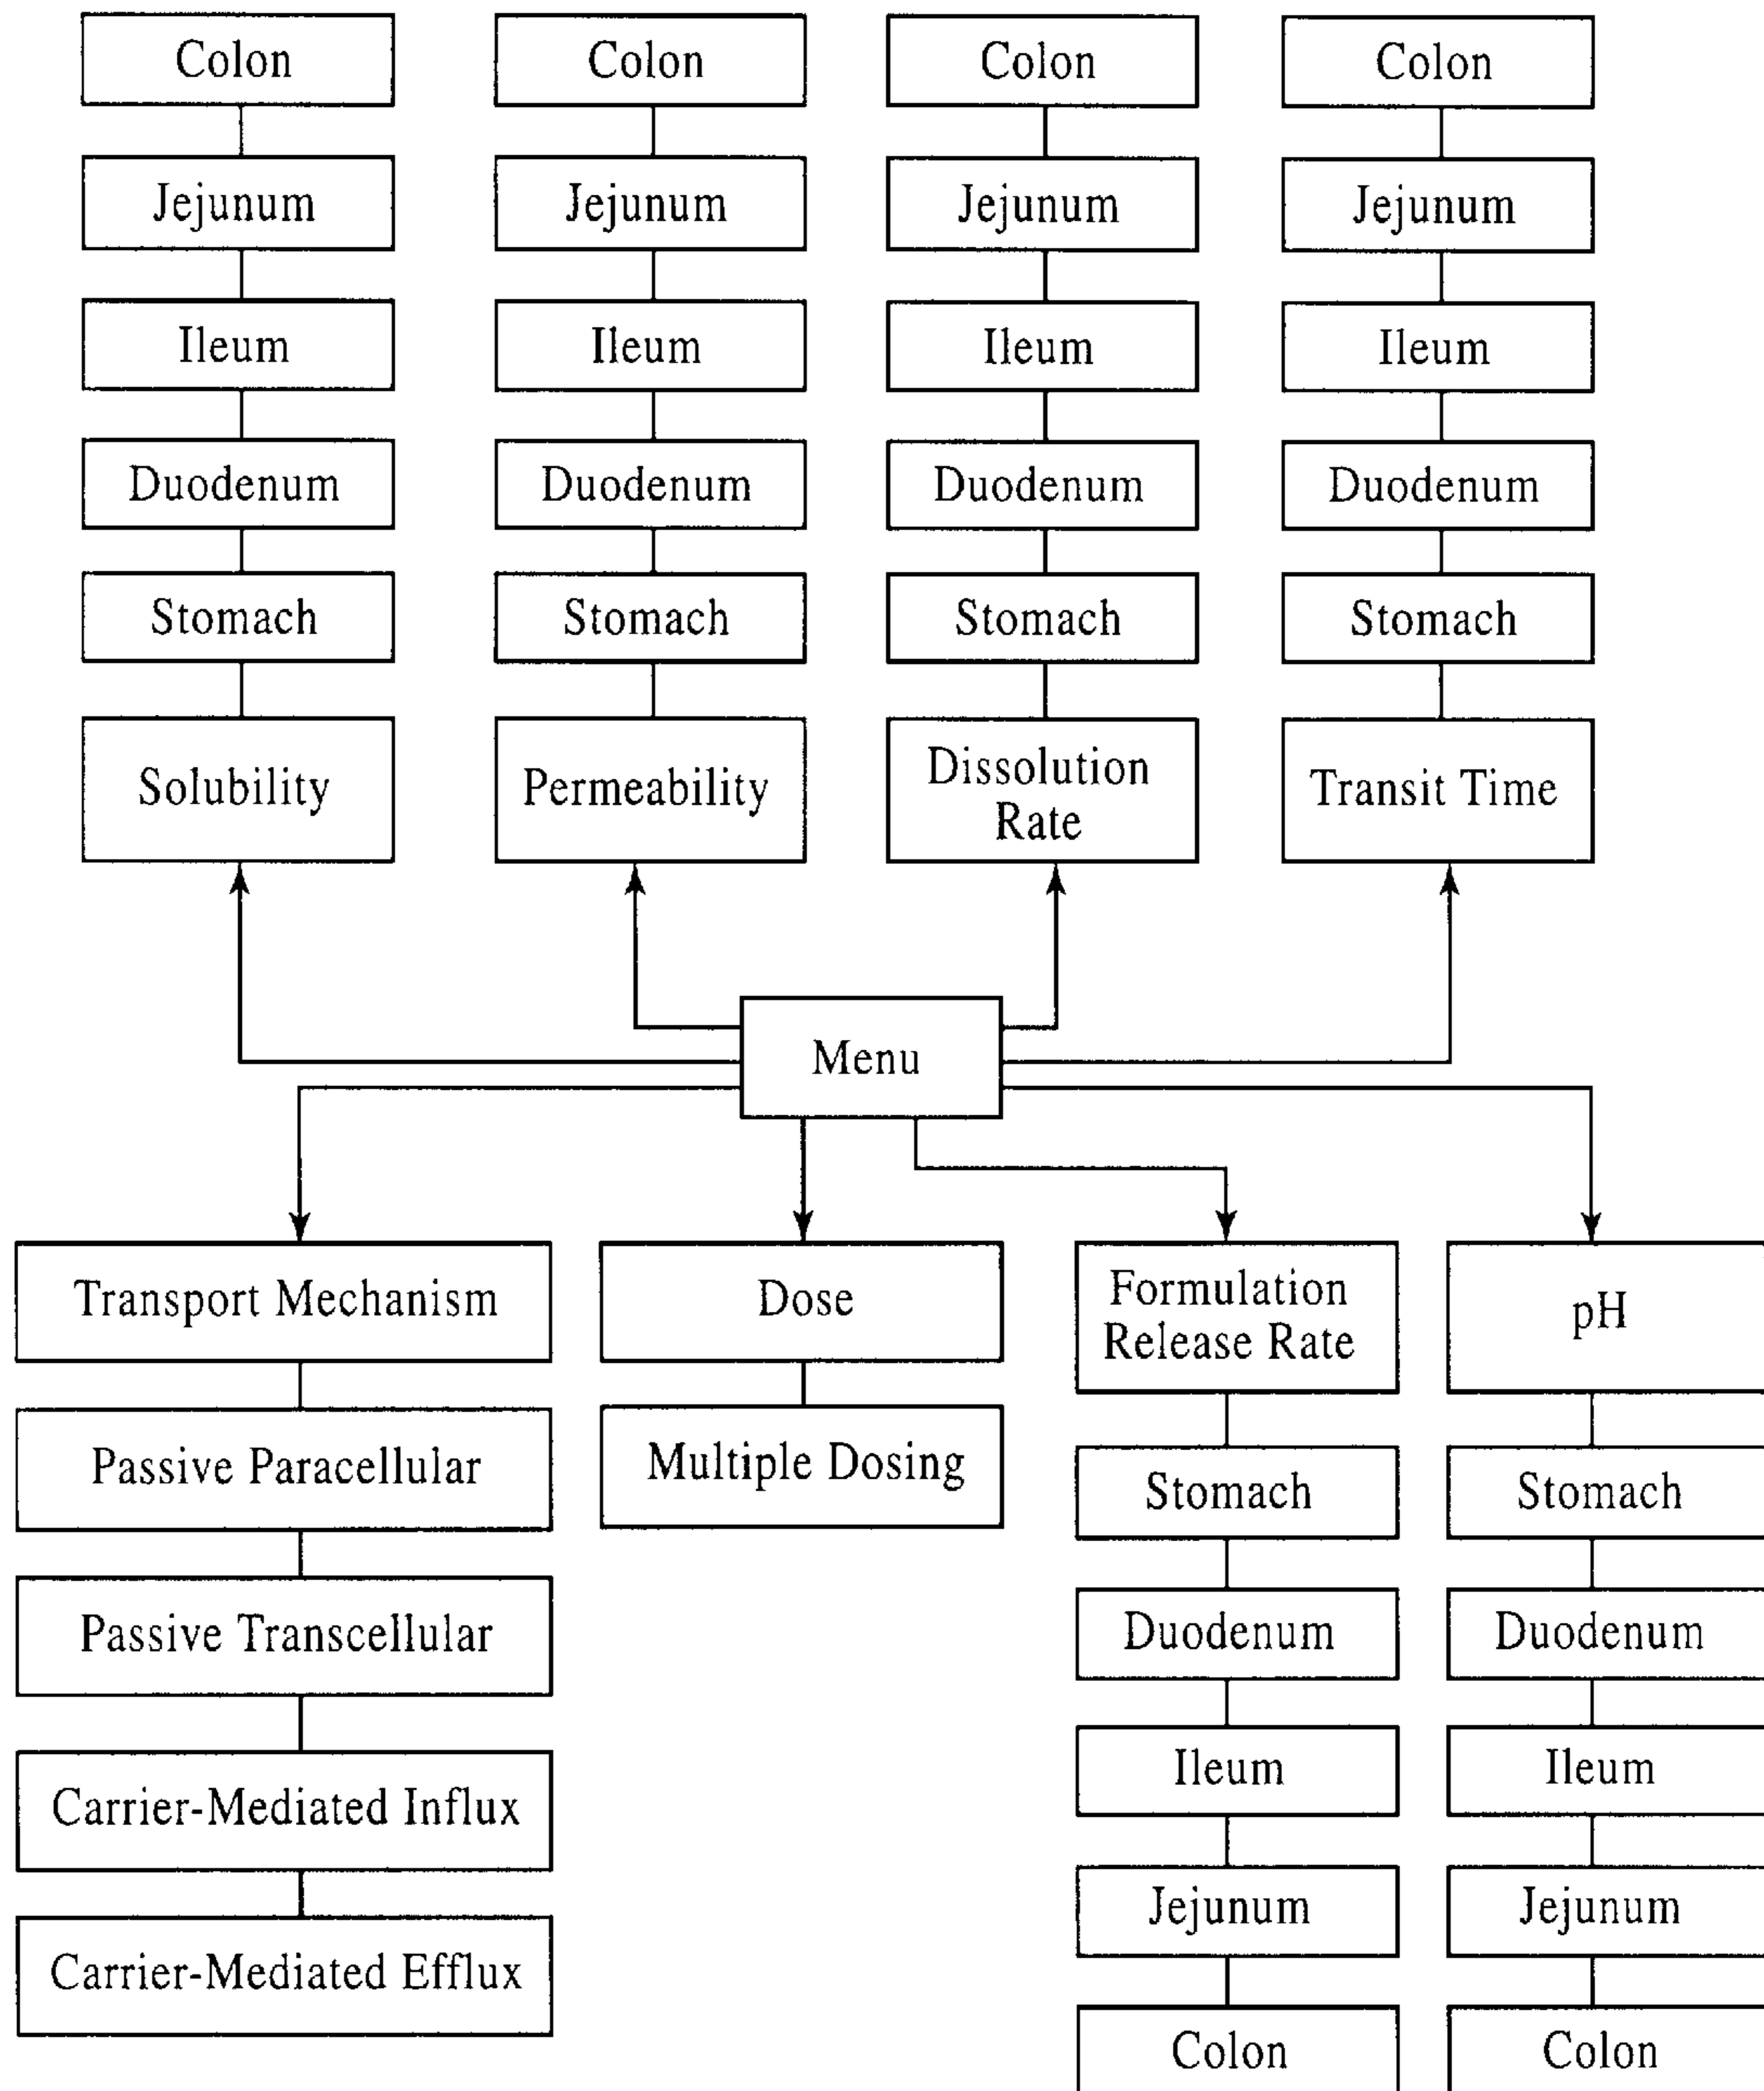 Colon
Colon
Colon
Colon
Jejunum
Jejunum
Jejunum
Jejunum
Ileum
Ileum
Ileum
Ileum
Duodenum
Duodenum
Duodenum
Duodenum
Stomach
Stomach
Stomach
Stomach
Solubility
Permeability
Dissolution
Rate
Transit Time
Menu
Transport Mechanism
Dose
Formulation
Release Rate
pH
Passive Paracellular
Multiple Dosing
Stomach
Stomach
Passive Transcellular
Duodenum
Duodenum
Carrier-Mediated Influx
Ileum
Ileum
Carrier-Mediated Efflux
Jejunum
Jejunum
Colon
Colon